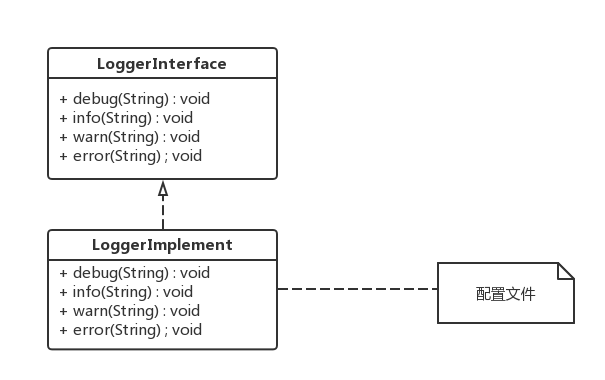 LoggerInterface
+ debug(String) : void
+ info(String) : void
+ warn(String) : void
+ error(String) ; void
LoggerImplement
+ debug(String) : void
+ info(String) : void
+ warn(String) : void
+ error(String) ; void
配置文件